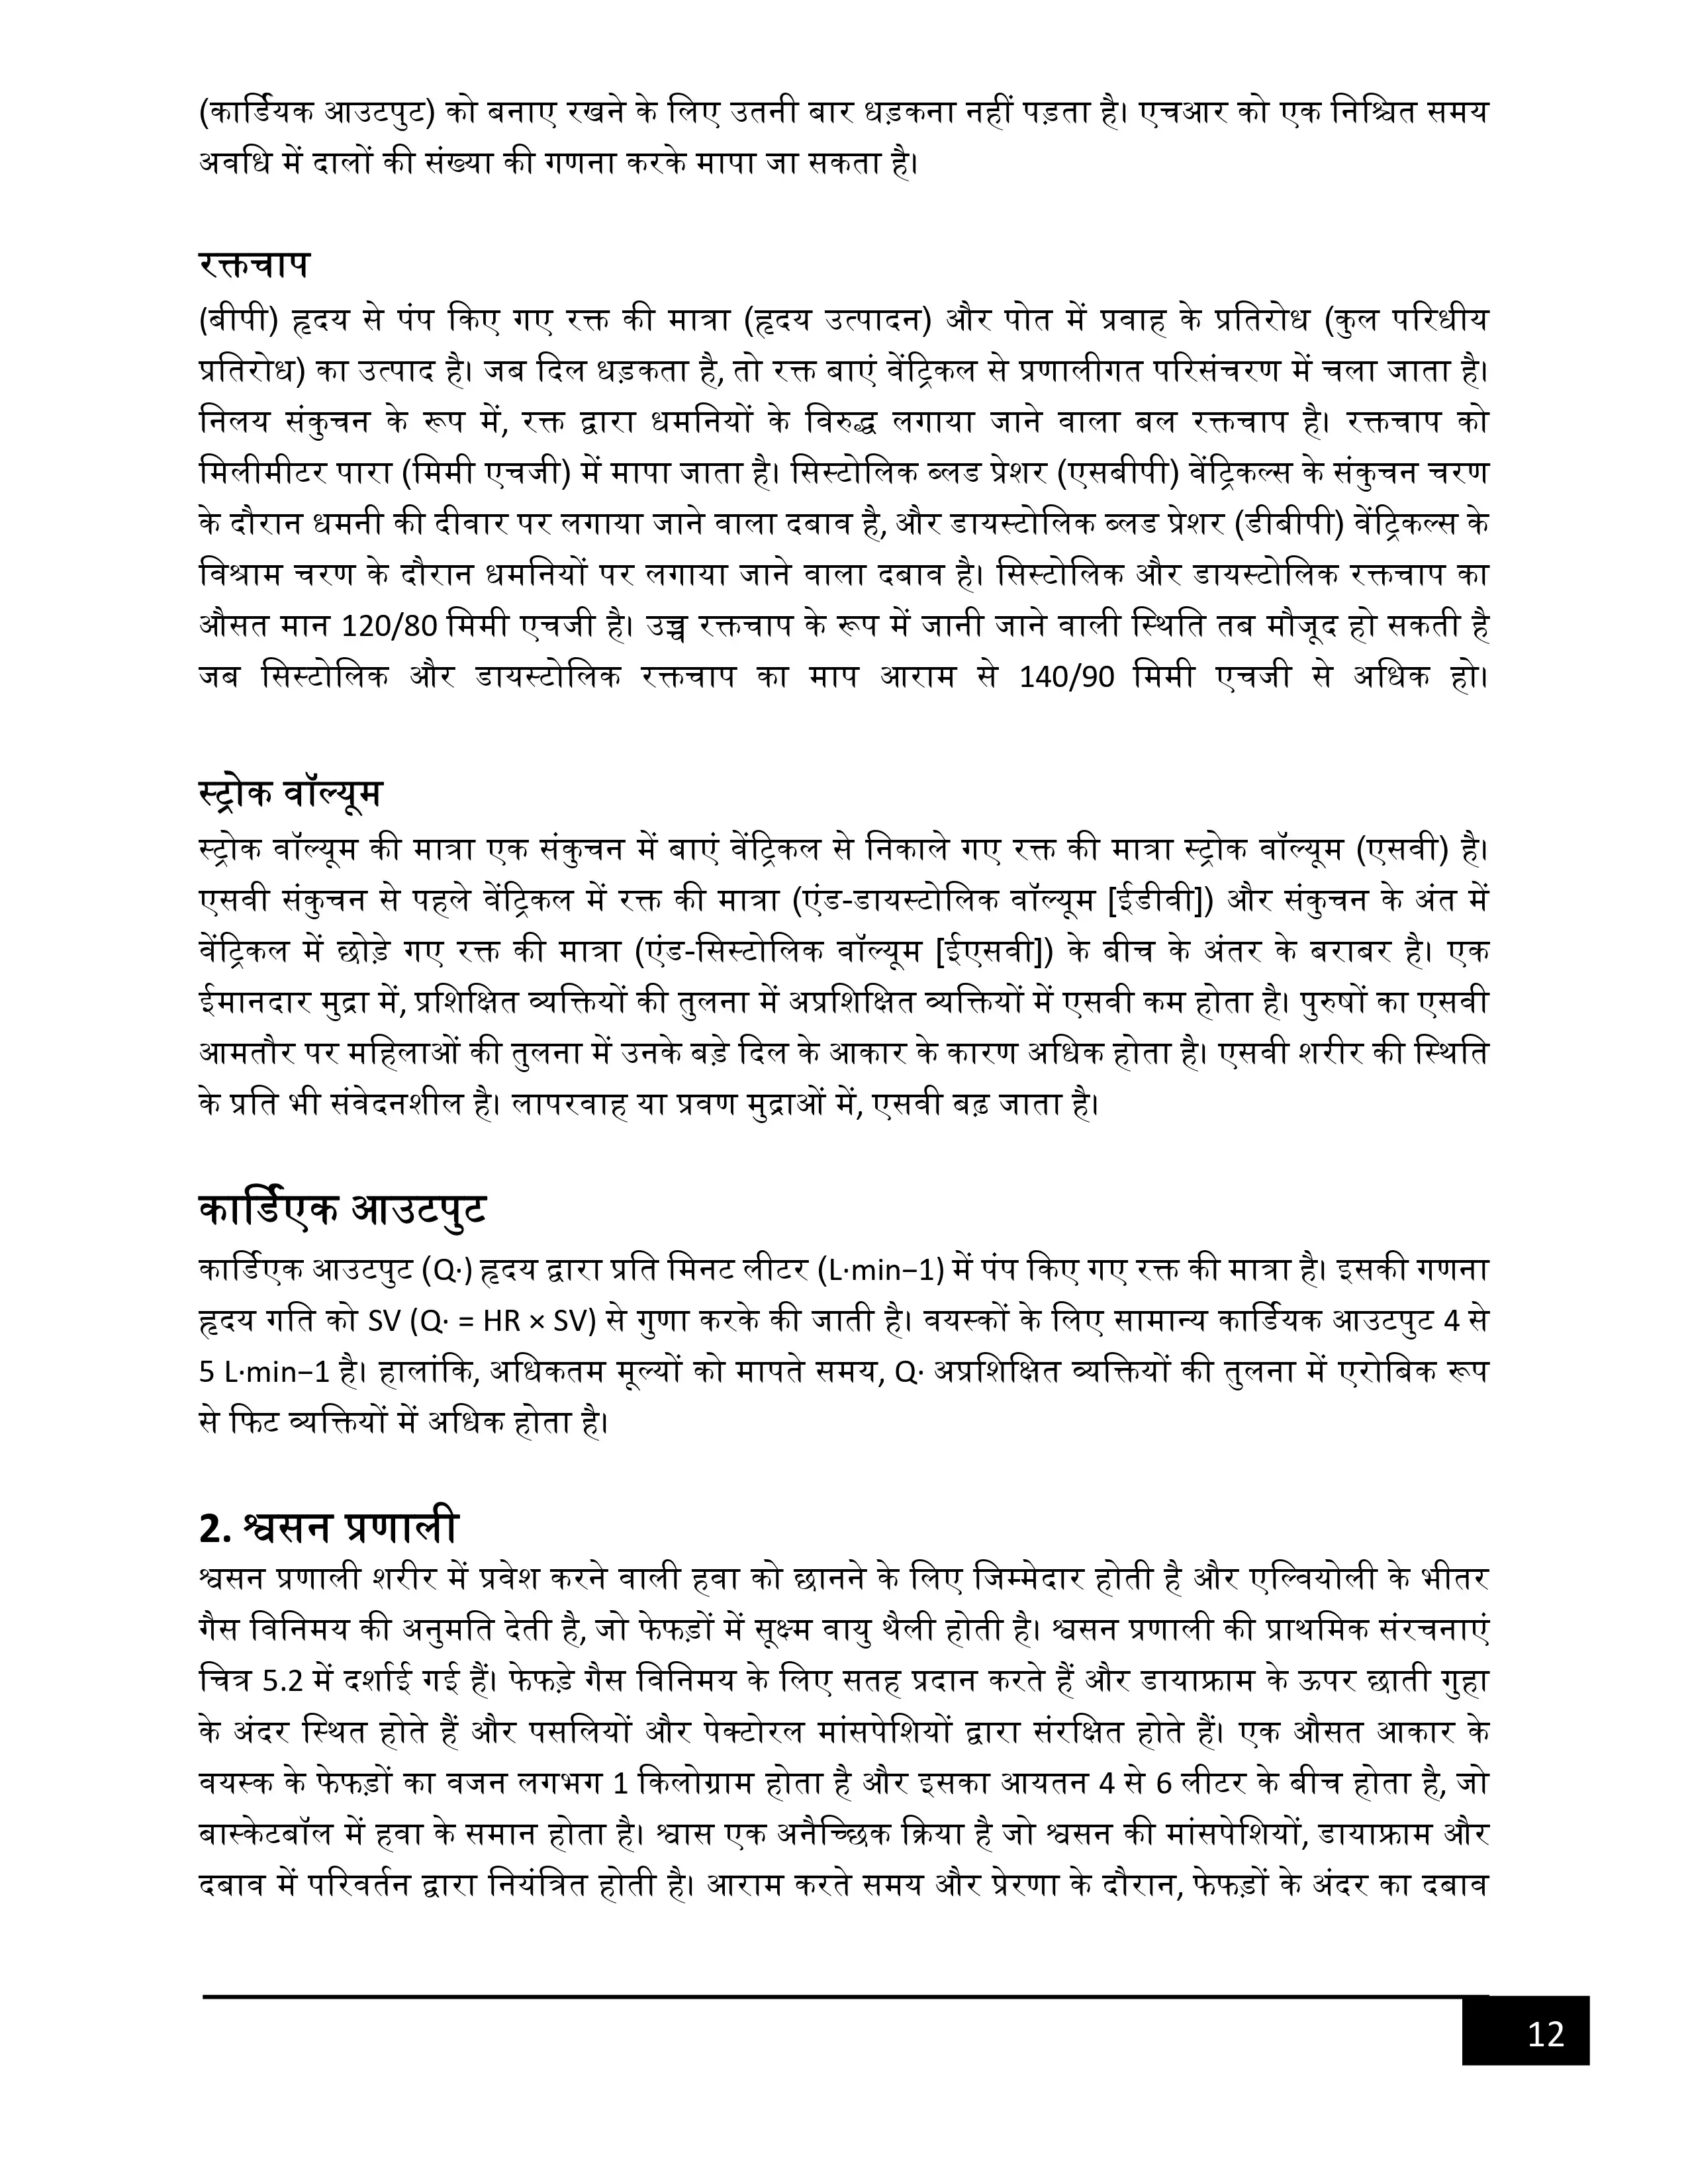 (कार्डियक आउटपुट) को बनाए रखने के लिए उतनी बार धड़कना नहीं पड़ता है। एचआर को एक निश्चित समय
अवधि में दालों की संख्या की गणना करके मापा जा सकता है।
रक्तचाप
(बीपी) हृदय से पंप किए गए रक्त की मात्रा (हृदय उत्पादन) और पोत में प्रवाह के प्रतिरोध (कुल परिधीय
प्रतिरोध) का उत्पाद है। जब दिल धड़कता है, तो रक्त बाएं वेंट्रिकल से प्रणालीगत परिसंचरण में चला जाता है।
निलय संकुचन के रूप में, रक्त द्वारा धमनियों के विरुद्ध लगाया जाने वाला बल रक्तचाप है। रक्तचाप को
मिलीमीटर पारा (मिमी एचजी) में मापा जाता है। सिस्टोलिक ब्लड प्रेशर (एसबीपी) वेंट्रिकल्स के संकुचन चरण
के दौरान धमनी की दीवार पर लगाया जाने वाला दबाव है, और डायस्टोलिक ब्लड प्रेशर (डीबीपी) वेंट्रिकल्स के
विश्राम चरण के दौरान धमनियों पर लगाया जाने वाला दबाव है। सिस्टोलिक और डायस्टोलिक रक्तचाप का
औसत मान 120/80 मिमी एचजी है। उच्च रक्तचाप के रूप में जानी जाने वाली स्थिति तब मौजूद हो सकती है
जब सिस्टोलिक और डायस्टोलिक रक्तचाप का माप आराम से 140/90 मिमी एचजी से अधिक हो।
स्ट्रोक वॉल्यूम
स्ट्रोक वॉल्यूम की मात्रा एक संकुचन में बाएं वेंट्रिकल से निकाले गए रक्त की मात्रा स्ट्रोक वॉल्यूम (एसवी) है।
एसवी संकुचन से पहले वेंट्रिकल में रक्त की मात्रा (एंड-डायस्टोलिक वॉल्यूम [ईडीवी]) और संकुचन के अंत में
वेंट्रिकल में छोड़े गए रक्त की मात्रा (एंड-सिस्टोलिक वॉल्यूम [ईएसवी]) के बीच के अंतर के बराबर है। एक
ईमानदार मुद्रा में, प्रशिक्षित व्यक्तियों की तुलना में अप्रशिक्षित व्यक्तियों में एसवी कम होता है। पुरुषों का एसवी
आमतौर पर महिलाओं की तुलना में उनके बड़े दिल के आकार के कारण अधिक होता है। एसवी शरीर की स्थिति
के प्रति भी संवेदनशील है। लापरवाह या प्रवण मुद्राओं में, एसवी बढ़ जाता है।
कार्डिएक आउटपुट
कार्डिएक आउटपुट (Q·) हृदय द्वारा प्रति मिनट लीटर (L·min−1) में पंप किए गए रक्त की मात्रा है। इसकी गणना
हृदय गति को SV (Q· = HR × SV) से गुणा करके की जाती है। वयस्कों के लिए सामान्य कार्डियक आउटपुट 4 से
5 L·min−1 है। हालांकि, अधिकतम मूल्यों को मापते समय, Q· अप्रशिक्षित व्यक्तियों की तुलना में एरोबिक रूप
से फिट व्यक्तियों में अधिक होता है।
2. श्वसन प्रणाली
श्वसन प्रणाली शरीर में प्रवेश करने वाली हवा को छानने के लिए जिम्मेदार होती है और एल्वियोली के भीतर
गैस विनिमय की अनुमति देती है, जो फेफड़ों में सूक्ष्म वायु थैली होती है। श्वसन प्रणाली की प्राथमिक संरचनाएं
चित्र 5.2 में दर्शाई गई हैं। फेफड़े गैस विनिमय के लिए सतह प्रदान करते हैं और डायाफ्राम के ऊपर छाती गुहा
के अंदर स्थित होते हैं और पसलियों और पेक्टोरल मांसपेशियों द्वारा संरक्षित होते हैं। एक औसत आकार के
वयस्क के फेफड़ों का वजन लगभग 1 किलोग्राम होता है और इसका आयतन 4 से 6 लीटर के बीच होता है, जो
बास्केटबॉल में हवा के समान होता है। श्वास एक अनैच्छिक क्रिया है जो श्वसन की मांसपेशियों, डायाफ्राम और
दबाव में परिवर्तन द्वारा नियंत्रित होती है। आराम करते समय और प्रेरणा के दौरान, फेफड़ों के अंदर का दबाव
12